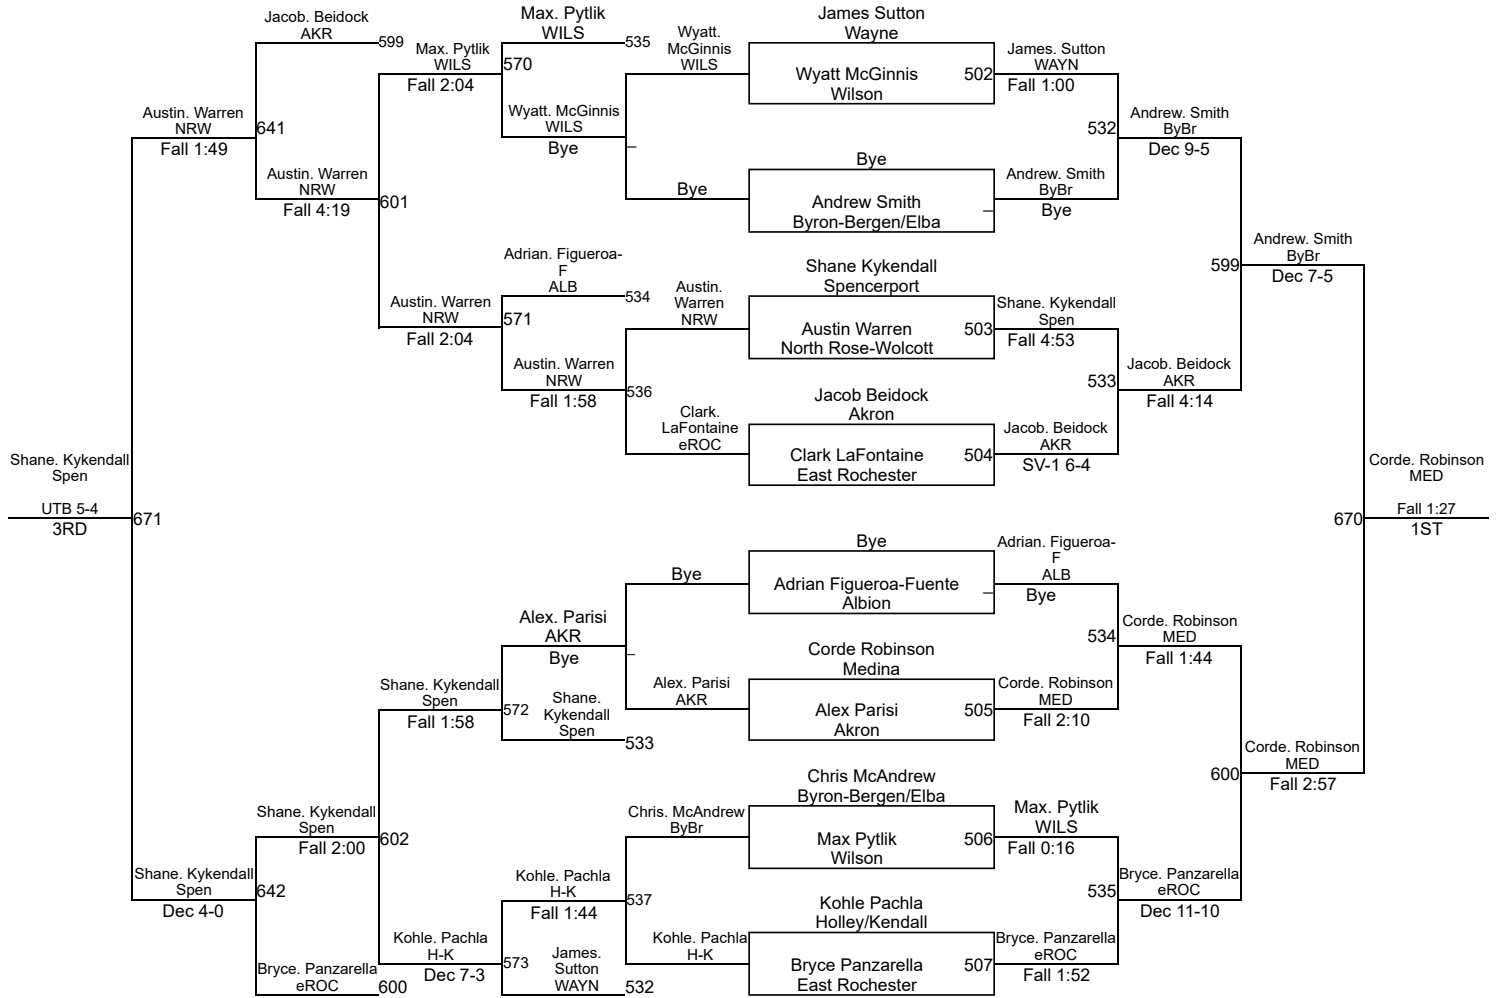 Jacob. Beidock
AKR
599
Max. Pytlik
WILS
Fall 2:04
Max. Pytlik
WILS
535
570
Wyatt. McGinnis
WILS
Bye
Wyatt.
McGinnis
WILS
James Sutton
Wayne
Wyatt McGinnis
Wilson
502
James. Sutton
WAYN
Fall 1:00
Austin. Warren
NRW
Fall 1:49
641
Austin. Warren
NRW
Fall 4:19
601
Bye
Bye
Andrew Smith
Byron-Bergen/Elba
Andrew. Smith
ByBr
Bye
532
Andrew. Smith
ByBr
Dec 9-5
Adrian. Figueroa-
F
ALB
534
Austin. Warren
NRW
Fall 2:04
571
Austin. Warren
NRW
Fall 1:58
536
Austin.
Warren
NRW
Shane Kykendall
Spencerport
Austin Warren
North Rose-Wolcott
503
Shane. Kykendall
Spen
Fall 4:53
599
Andrew. Smith
ByBr
Dec 7-5
Clark.
LaFontaine
eROC
Jacob Beidock
Akron
Clark LaFontaine
East Rochester
504
Jacob. Beidock
AKR
SV-1 6-4
533
Jacob. Beidock
AKR
Fall 4:14
Shane. Kykendall
Spen
UTB 5-4
3RD
671
670
Corde. Robinson
MED
Fall 1:27
1ST
Bye
Bye
Adrian Figueroa-Fuente
Albion
Adrian. Figueroa-
F
ALB
Bye
Alex. Parisi
AKR
Bye
534
Corde. Robinson
MED
Fall 1:44
Shane. Kykendall
Spen
Fall 1:58
572
Shane.
Kykendall
Spen
533
Alex. Parisi
AKR
Corde Robinson
Medina
Alex Parisi
Akron
505
Corde. Robinson
MED
Fall 2:10
600
Corde. Robinson
MED
Fall 2:57
Shane. Kykendall
Spen
Fall 2:00
602
Chris. McAndrew
ByBr
Chris McAndrew
Byron-Bergen/Elba
Max Pytlik
Wilson
506
Max. Pytlik
WILS
Fall 0:16
Shane. Kykendall
Spen
Dec 4-0
642
Kohle. Pachla
H-K
Fall 1:44
537
535
Bryce. Panzarella
eROC
Dec 11-10
Bryce. Panzarella
eROC
600
Kohle. Pachla
H-K
Dec 7-3
573
James.
Sutton
WAYN
532
Kohle. Pachla
H-K
Kohle Pachla
Holley/Kendall
Bryce Panzarella
East Rochester
507
Bryce. Panzarella
eROC
Fall 1:52